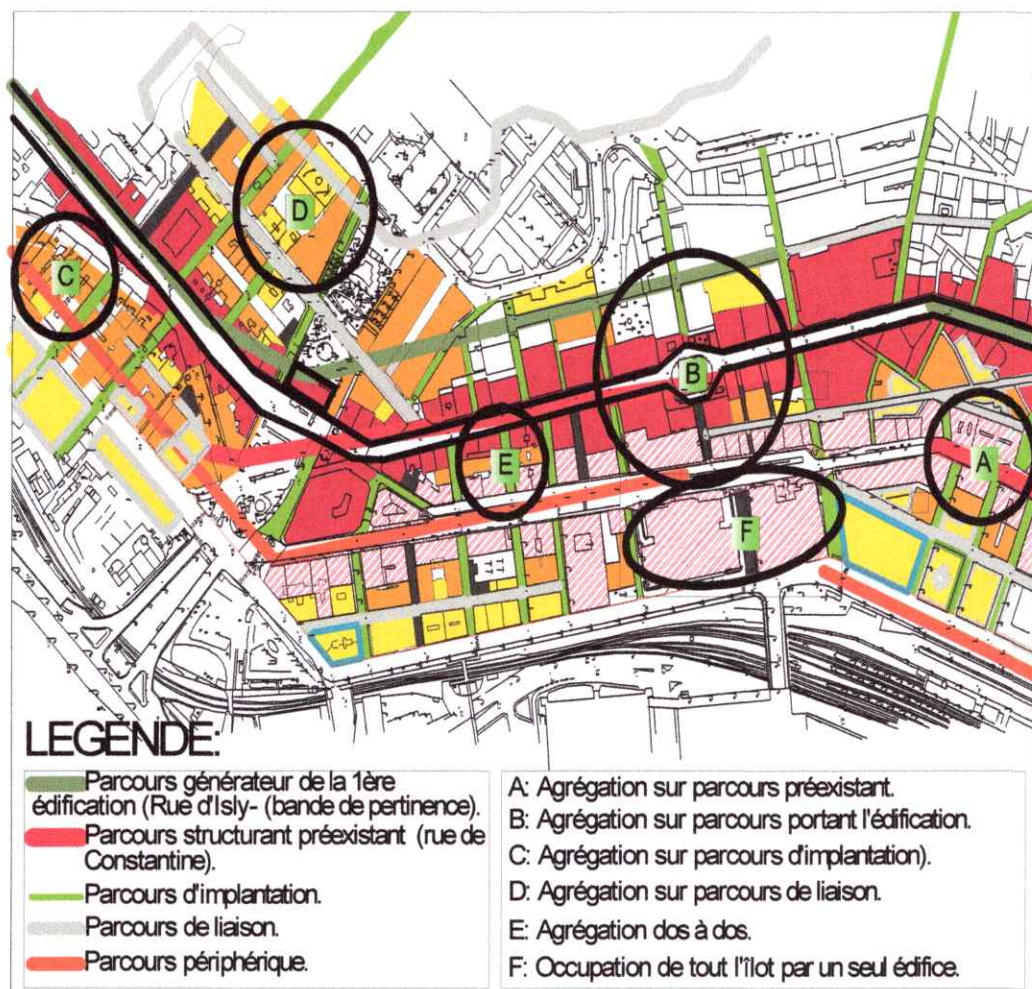 D
C
B
E
A
F
LEGENDE:
Parcours générateur de la 1ère
édification (Rue d'Isly- (bande de pertinence).
Parcours structurant préexistant (rue de
Constantine).
Parcours d'implantation.
Parcours de liaison.
Parcours périphérique.
A: Agrégation sur parcours préexistant.
B: Agrégation sur parcours portant l'édification.
C: Agrégation sur parcours d'implantation).
D: Agrégation sur parcours de liaison.
E: Agrégation dos à dos.
F: Occupation de tout l'îlot par un seul édifice.